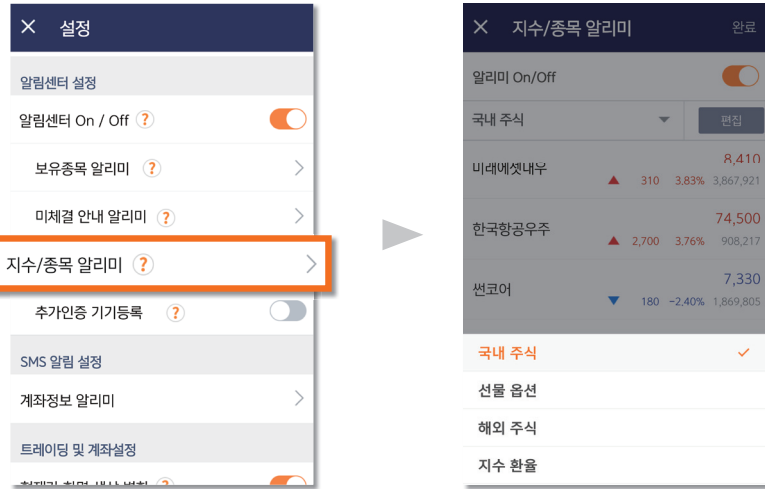 설정
알림센터 설정
알림센터 On / Off ?
보유종목 알리미 ?
미체결 안내 알리미 ?
지수/종목 알리미 ?
추가인증 기기등록 ?
SMS 알림 설정
계좌정보 알리미
트레이딩 및 계좌설정
지수/종목 알리미 완료
알리미 On/Off
국내 주식 편집
미래에셋대우 8,410
▲ 310 3.83% 3,867,921
한국항공우주 74,500
▲ 2,700 3.76% 908,217
썬코어 7,330
▼ 180 -2.40% 1,869,805
국내 주식
선물 옵션
해외 주식
지수 환율